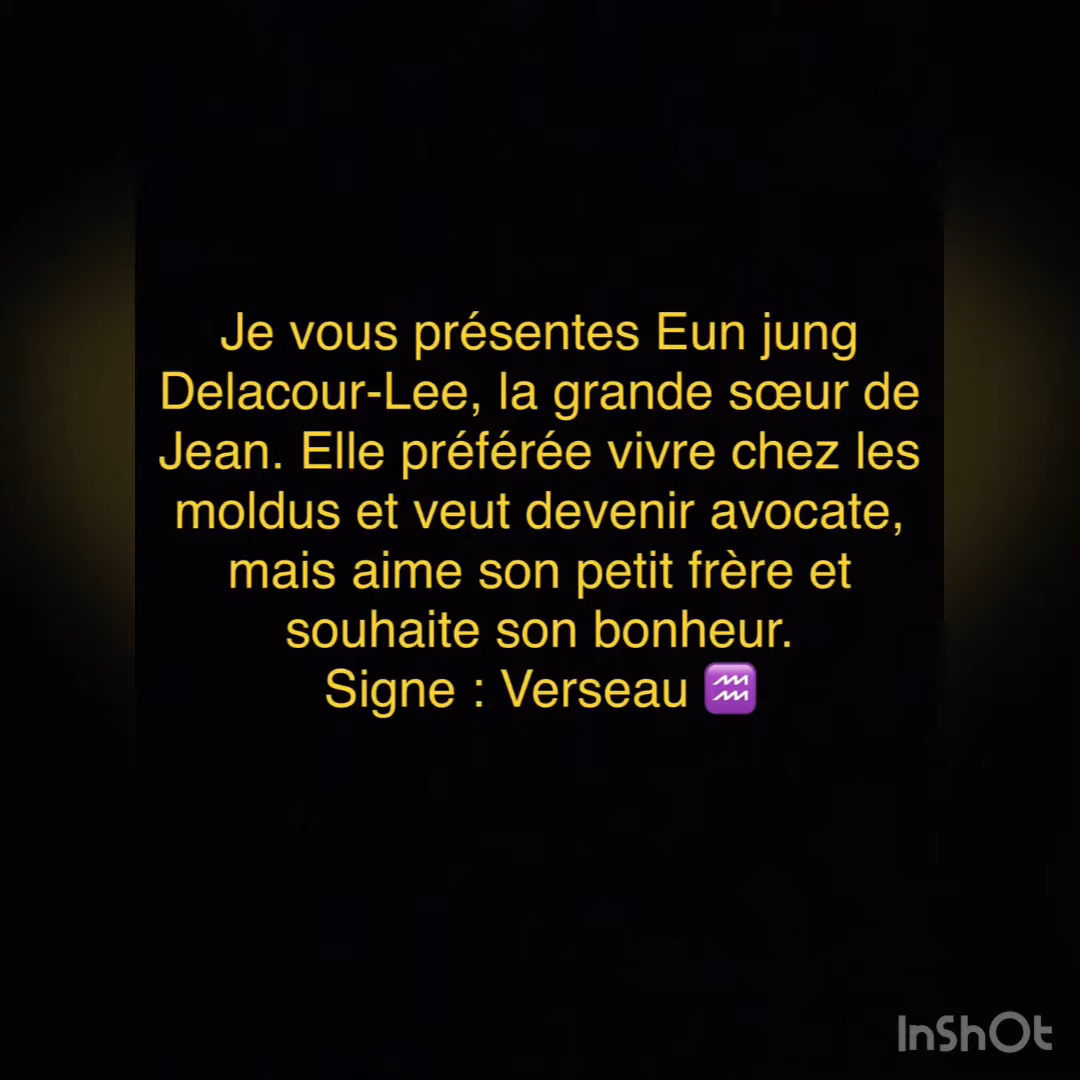 Je vous présentes Eun jung
Delacour-Lee, la grande sœur de
Jean. Elle préférée vivre chez les
moldus et veut devenir avocate,
mais aime son petit frère et
souhaite son bonheur.
Signe : Verseau ♒
InShOt